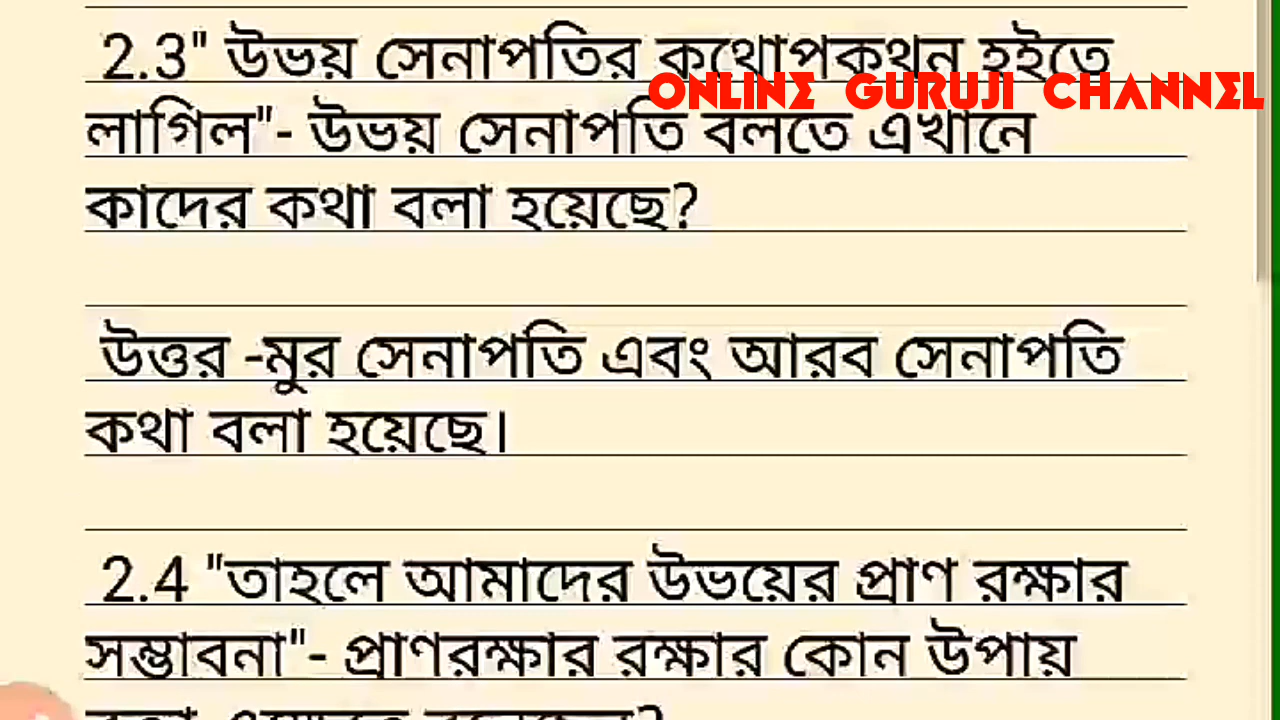 2.3" উভয় সেনাপতির কথোপকথন হইতে
ONLINE GURUJI CHANNEL
লাগিল"- উভয় সেনাপতি বলতে এখানে
কাদের কথা বলা হয়েছে?
উত্তর -মুর সেনাপতি এবং আরব সেনাপতি
কথা বলা হয়েছে।
2.4 "তাহলে আমাদের উভয়ের প্রাণ রক্ষার
সম্ভাবনা"- প্রাণরক্ষার রক্ষার কোন উপায়